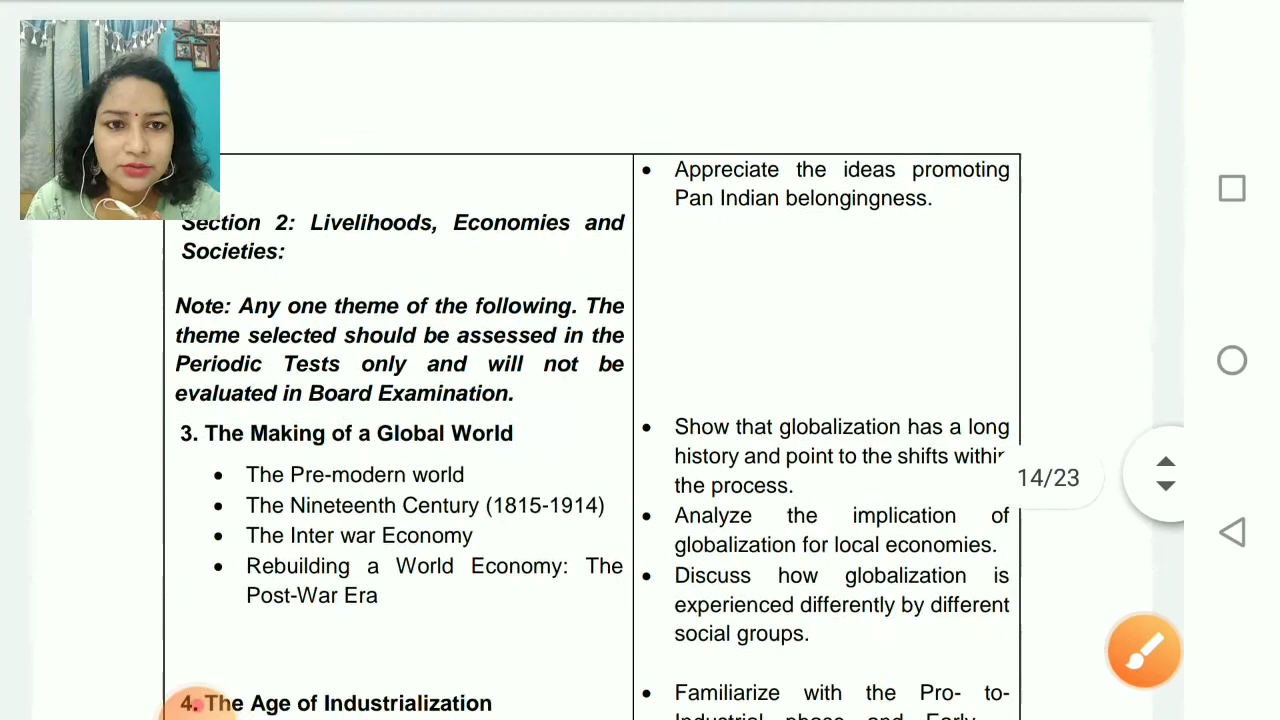 Section 2: Livelihoods, Economies and
Societies:
Note: Any one theme of the following. The
theme selected should be assessed in the
Periodic Tests only and will not be
evaluated in Board Examination.
3. The Making of a Global World
• The Pre-modern world
• The Nineteenth Century (1815-1914)
• The Inter war Economy
• Rebuilding a World Economy: The
Post-War Era
4. The Age of Industrialization
• Appreciate the ideas promoting
Pan Indian belongingness.
• Show that globalization has a long
history and point to the shifts within
the process.
• Analyze the implication of
globalization for local economies.
• Discuss how globalization is
experienced differently by different
social groups.
• Familiarize with the Pro- to-
Industrial phase and Early –
14/23